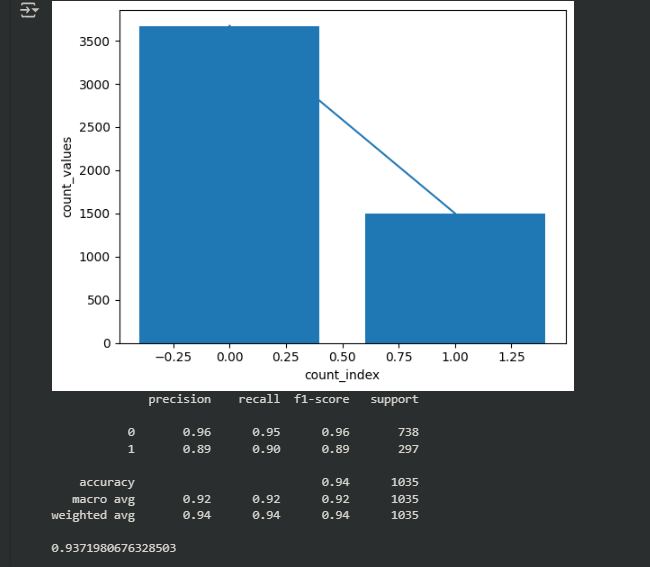 3500
3000
2500
2000
1500
1000
500
0
count_values
−0.25 0.00 0.25 0.50 0.75 1.00 1.25
count_index
precision recall f1-score support
0 0.96 0.95 0.96 738
1 0.89 0.90 0.89 297
accuracy 0.94 1035
macro avg 0.92 0.92 0.92 1035
weighted avg 0.94 0.94 0.94 1035
0.9371980676328503